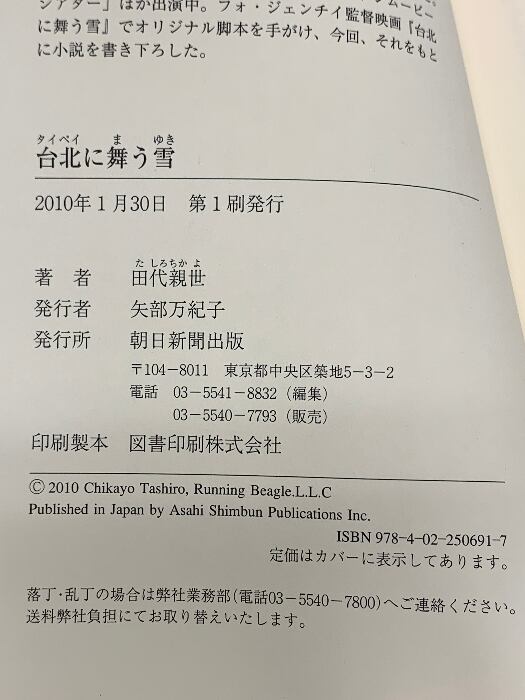 シアター」ほか出演中。フォ・ジェンチイ監督映画『台北
に舞う雪』でオリジナル脚本を手がけ、今回、それをもと
に小説を書き下ろした。
タイペイ ま ゆき
台北に舞う雪
2010年1月30日 第1刷発行
た しろちか よ
著者 田代親世
発行者 矢部万紀子
発行所 朝日新聞出版
〒104-8011 東京都中央区築地5-3-2
電話 03-5541-8832(編集)
03-5540-7793(販売)
印刷製本 図書印刷株式会社
© 2010 Chikayo Tashiro, Running Beagle.L.L.C
Published in Japan by Asahi Shimbun Publications Inc.
ISBN 978-4-02-250691-7
定価はカバーに表示してあります。
落丁・乱丁の場合は弊社業務部(電話03-5540-7800)へご連絡ください。
送料弊社負担にてお取り替えいたします。